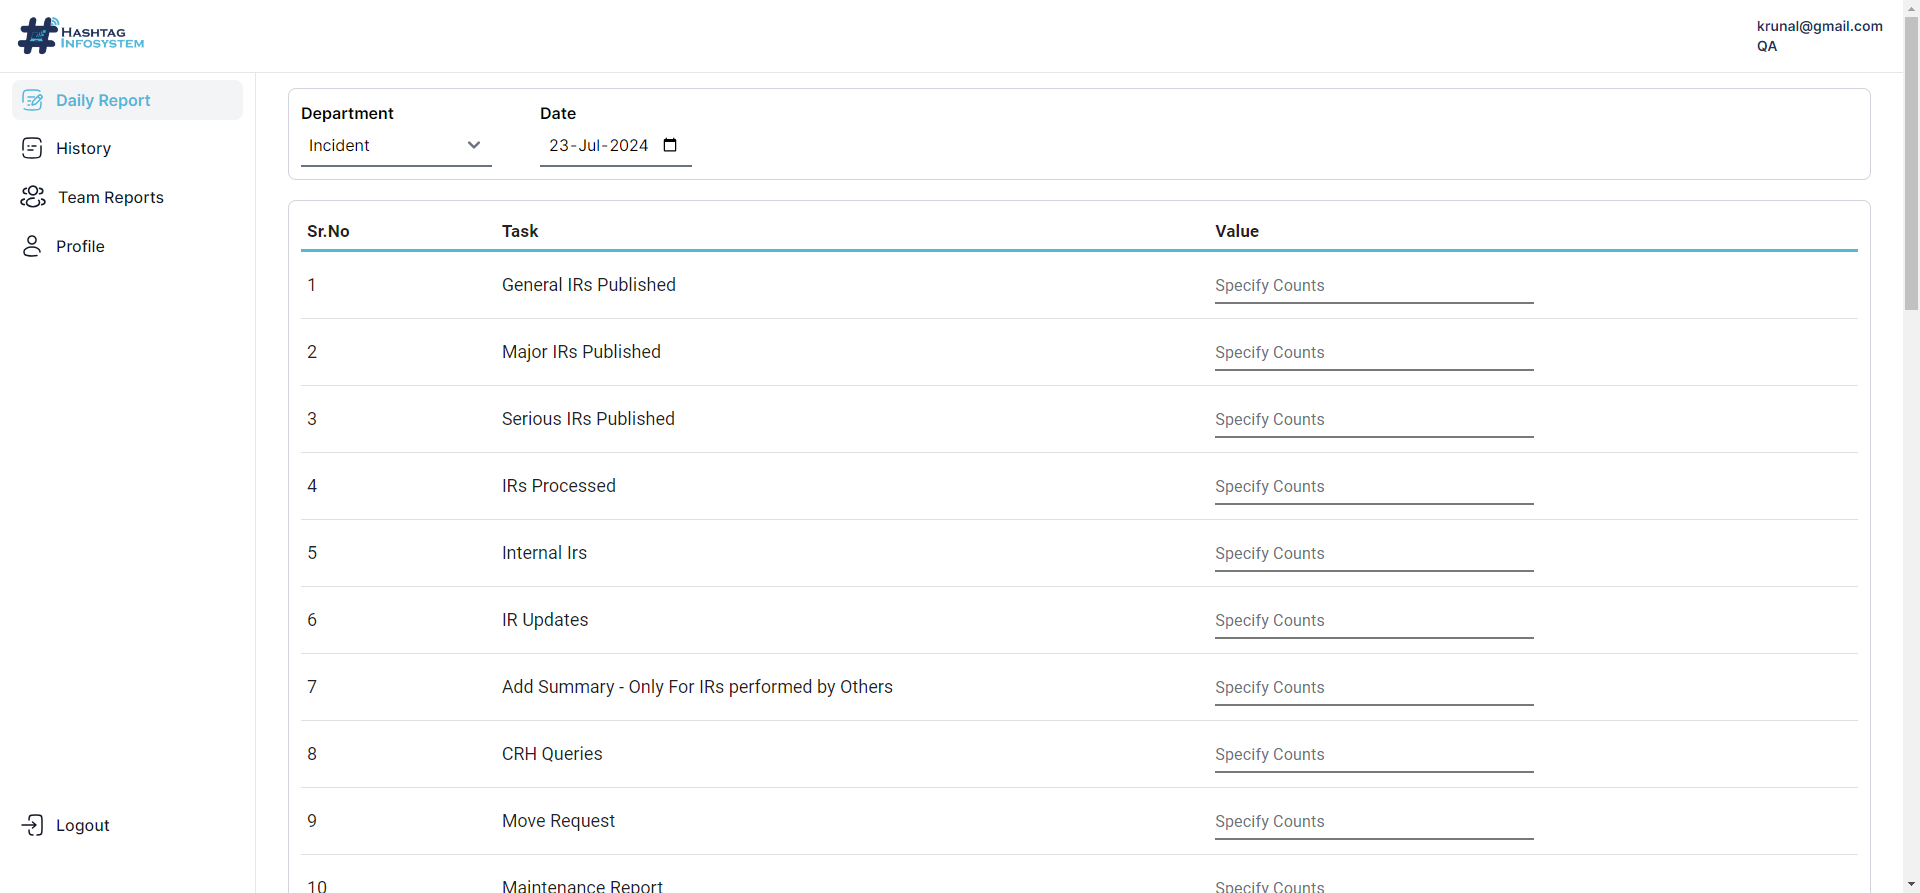 HASHTAG
INFOSYSTEM
krunal@gmail.com
QA
Daily Report
History
Team Reports
Profile
Logout
Department
Date
Incident
23-Jul-2024
Sr.No Task Value
1 General IRs Published Specify Counts
2 Major IRs Published Specify Counts
3 Serious IRs Published Specify Counts
4 IRs Processed Specify Counts
5 Internal Irs Specify Counts
6 IR Updates Specify Counts
7 Add Summary - Only For IRs performed by Others Specify Counts
8 CRH Queries Specify Counts
9 Move Request Specify Counts
10 Maintenance Report Specify Counts